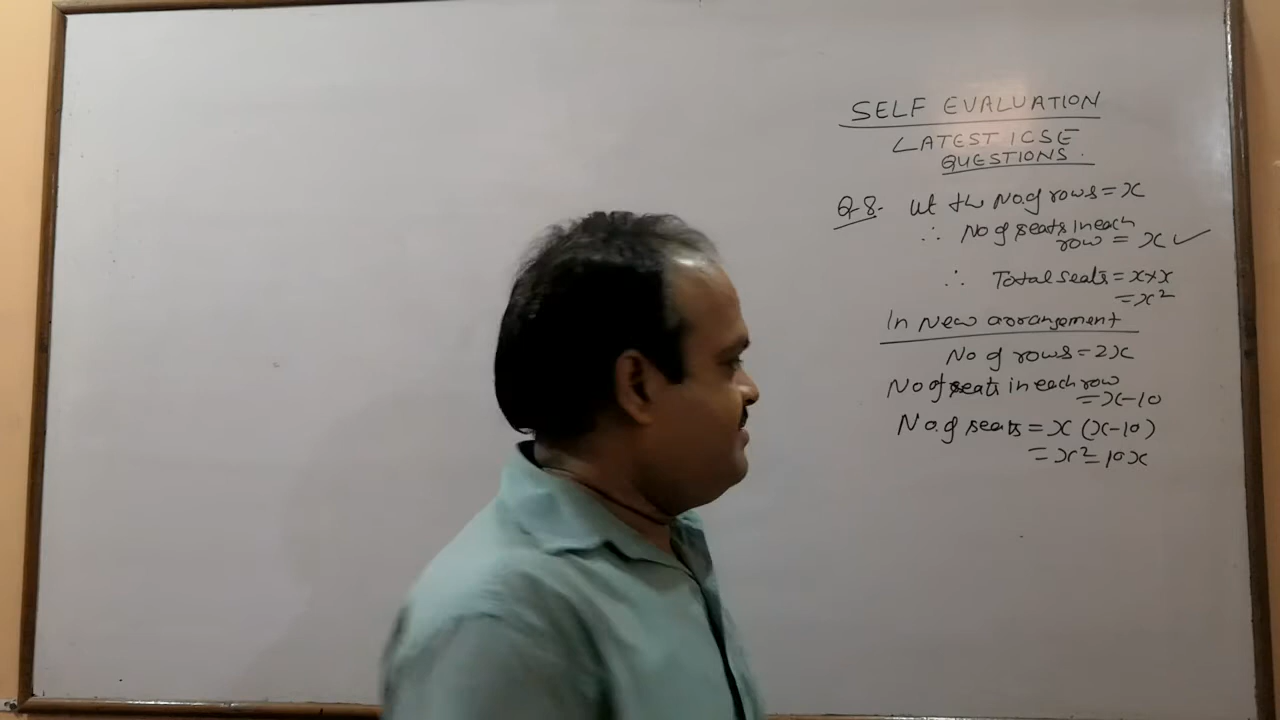 SELF EVALUATION
LATEST ICSE
QUESTIONS.
Q-8. Let the No. of rows = x
∴ No of seats in each
row = x ✓
∴ Total seats = x×x
= x²
In New arrangement
No of rows = 2x
No of seats in each row
= x-10
No. of seats = x (x-10)
= x² - 10x